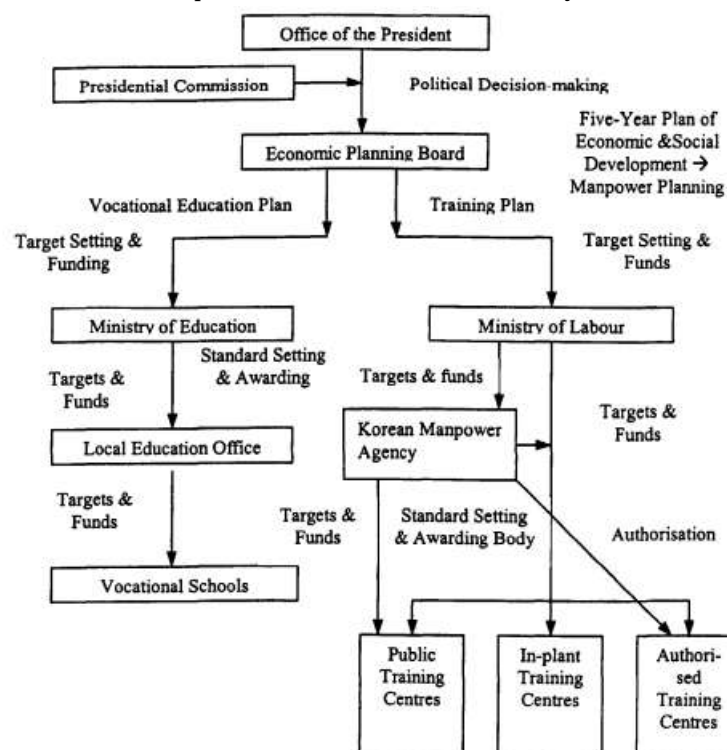 Office of the President
Presidential Commission
Political Decision-making
Five-Year Plan of
Economic &Social
Development →
Manpower Planning
Economic Planning Board
Vocational Education Plan
Training Plan
Target Setting &
Funding
Target Setting &
Funds
Ministry of Education
Ministry of Labour
Standard Setting
& Awarding
Targets &
Funds
Targets & funds
Targets &
Funds
Local Education Office
Korean Manpower
Agency
Targets &
Funds
Targets &
Funds
Standard Setting
& Awarding Body
Authorisation
Vocational Schools
Public
Training
Centres
In-plant
Training
Centres
Authori-
sed
Training
Centres